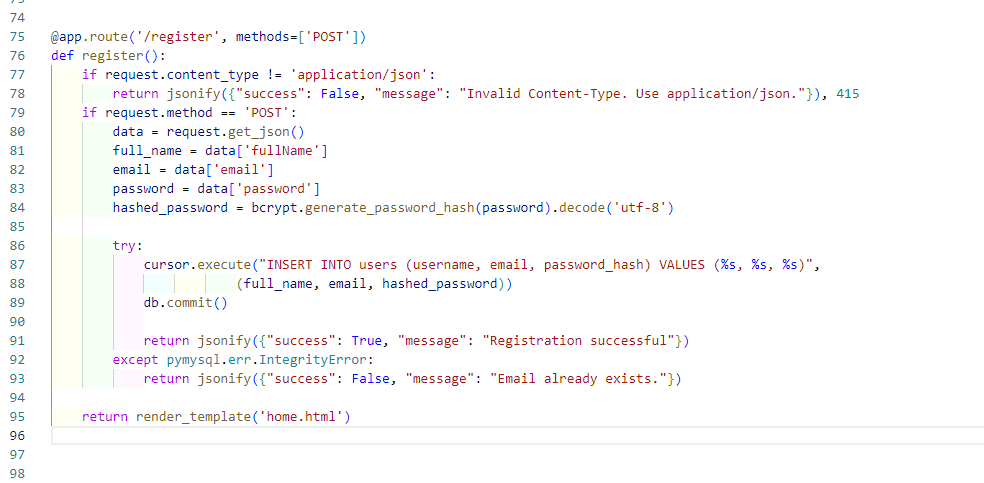 74
75 @app.route('/register', methods=['POST'])
76 def register():
77     if request.content_type != 'application/json':
78         return jsonify({"success": False, "message": "Invalid Content-Type. Use application/json."}), 415
79     if request.method == 'POST':
80         data = request.get_json()
81         full_name = data['fullName']
82         email = data['email']
83         password = data['password']
84         hashed_password = bcrypt.generate_password_hash(password).decode('utf-8')
85
86         try:
87             cursor.execute("INSERT INTO users (username, email, password_hash) VALUES (%s, %s, %s)",
88                         (full_name, email, hashed_password))
89             db.commit()
90
91             return jsonify({"success": True, "message": "Registration successful"})
92         except pymysql.err.IntegrityError:
93             return jsonify({"success": False, "message": "Email already exists."})
94
95     return render_template('home.html')
96
97
98